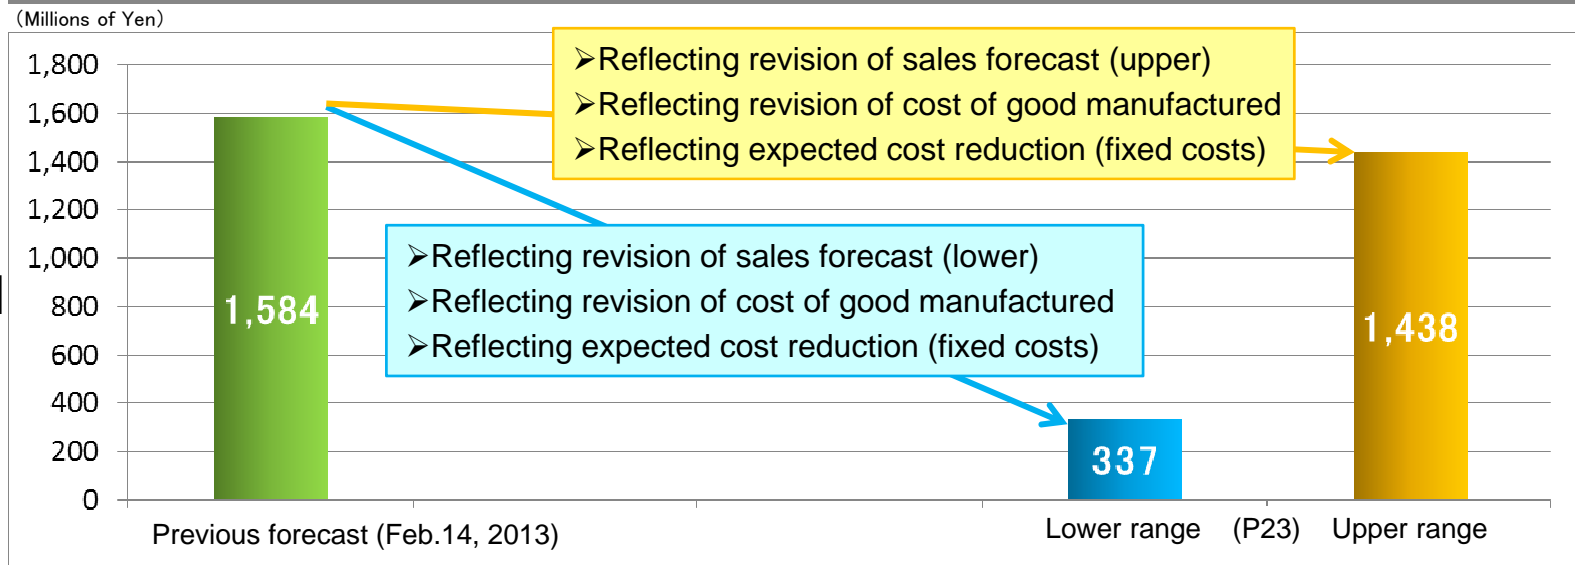 （Millions of Yen）
1,800
1,600
1,400
1,200
1,000
800
600
400
200
0
➢Reflecting revision of sales forecast (upper)
➢Reflecting revision of cost of good manufactured
➢Reflecting expected cost reduction (fixed costs)
➢Reflecting revision of sales forecast (lower)
➢Reflecting revision of cost of good manufactured
➢Reflecting expected cost reduction (fixed costs)
1,584
337
1,438
Previous forecast (Feb.14, 2013)
Lower range (P23) Upper range